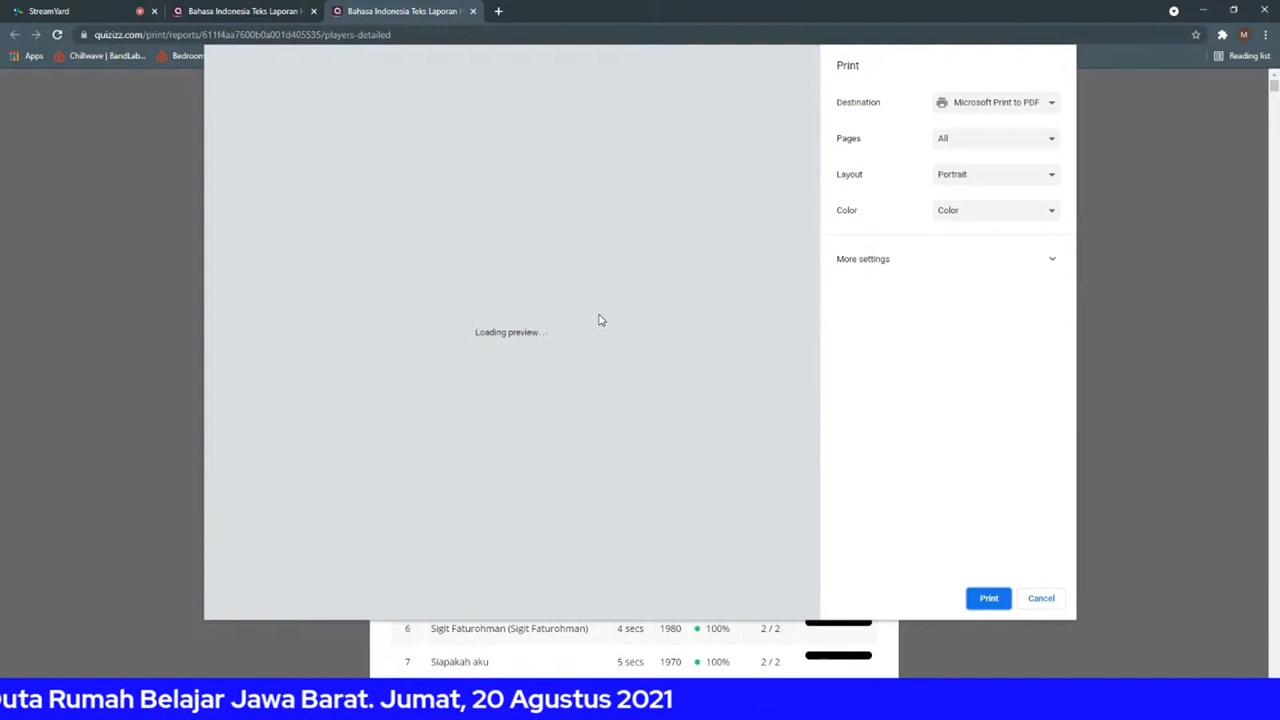 StreamYard
Bahasa Indonesia Teks Laporan H
Bahasa Indonesia Teks Laporan H
quizizz.com/print/reports/611f4aa7600b0a001d405535/players-detailed
M
Apps
Chillwave | BandLab...
Bedroom
Reading list
Print
Destination
Microsoft Print to PDF
Pages
All
Layout
Portrait
Color
Color
More settings
Loading preview...
Print
Cancel
6 Sigit Faturohman (Sigit Faturohman) 4 secs 1980 100% 2 / 2
7 Siapakah aku 5 secs 1970 100% 2 / 2
uta Rumah Belajar Jawa Barat. Jumat, 20 Agustus 2021